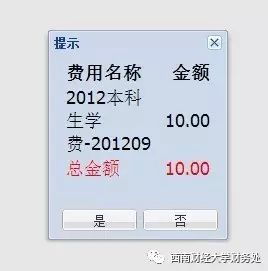 提示
费用名称 金额
2012本科
生学 10.00
费-201209
总金额 10.00
是 否
西南财经大学财务处